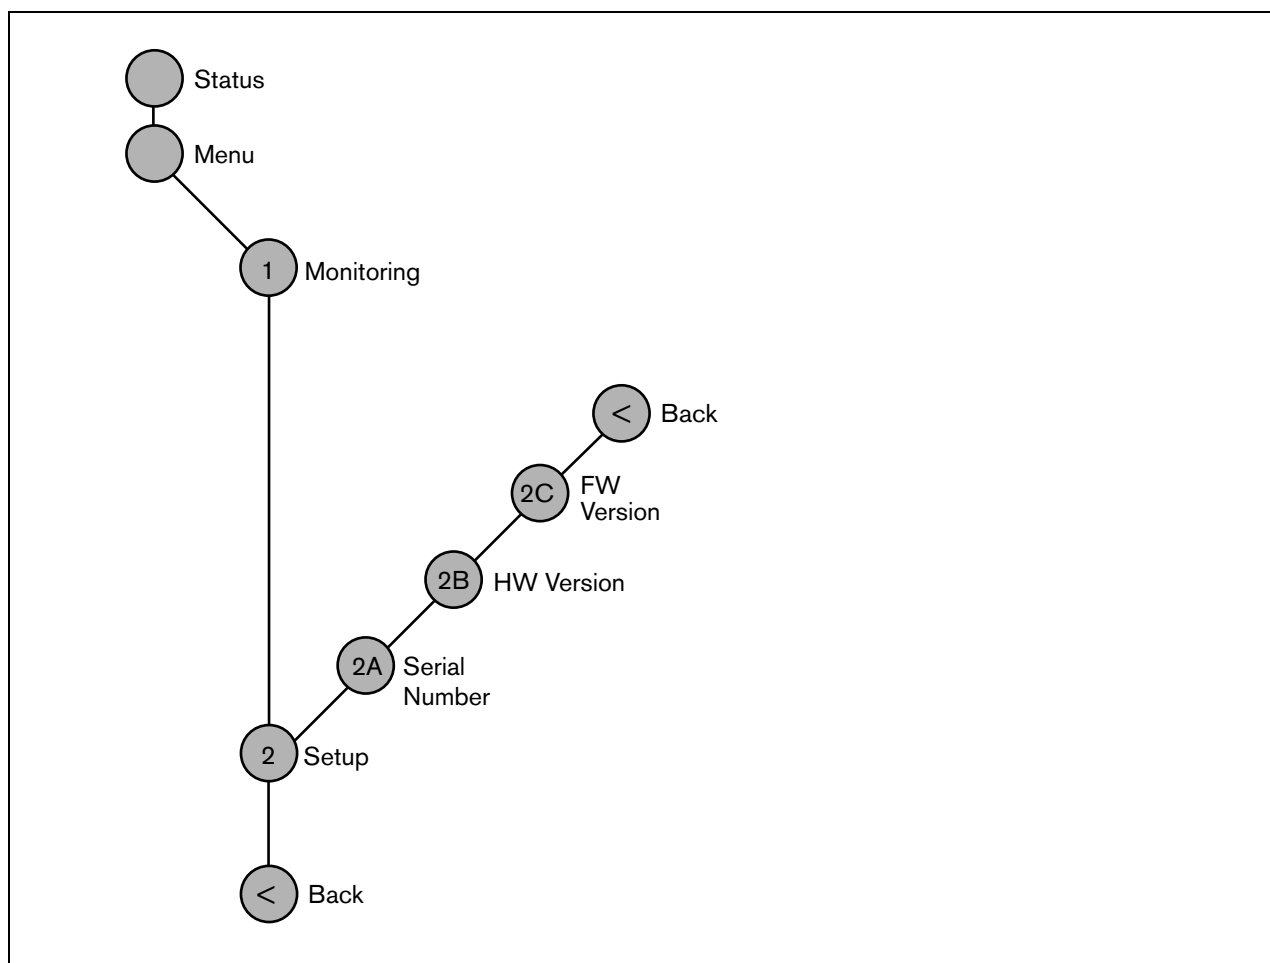 Status
Menu
1 Monitoring
< Back
2C FW
Version
2B HW Version
2A Serial
Number
2 Setup
< Back